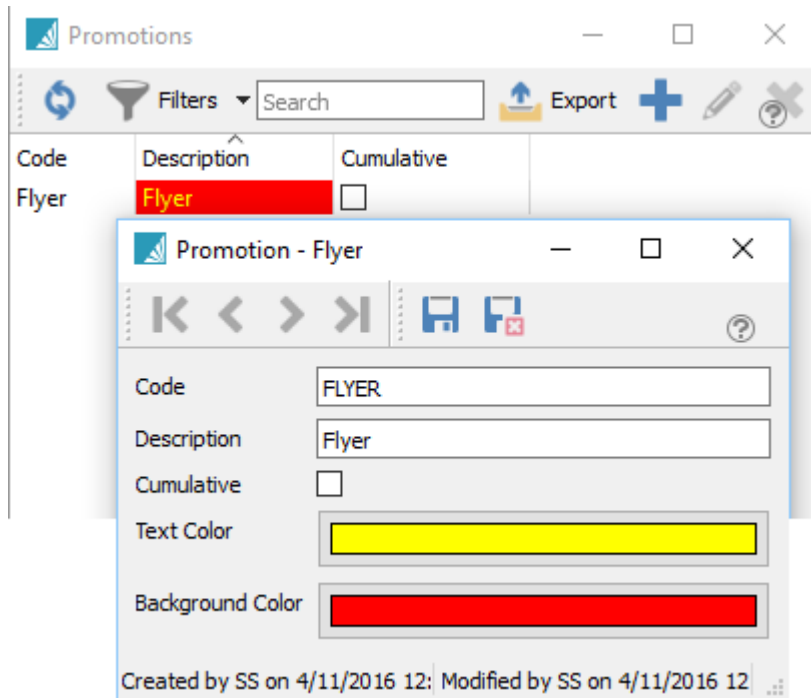 Promotions
Filters Search Export
Code Description Cumulative
Flyer Flyer
Promotion - Flyer
Code FLYER
Description Flyer
Cumulative
Text Color
Background Color
Created by SS on 4/11/2016 12: Modified by SS on 4/11/2016 12